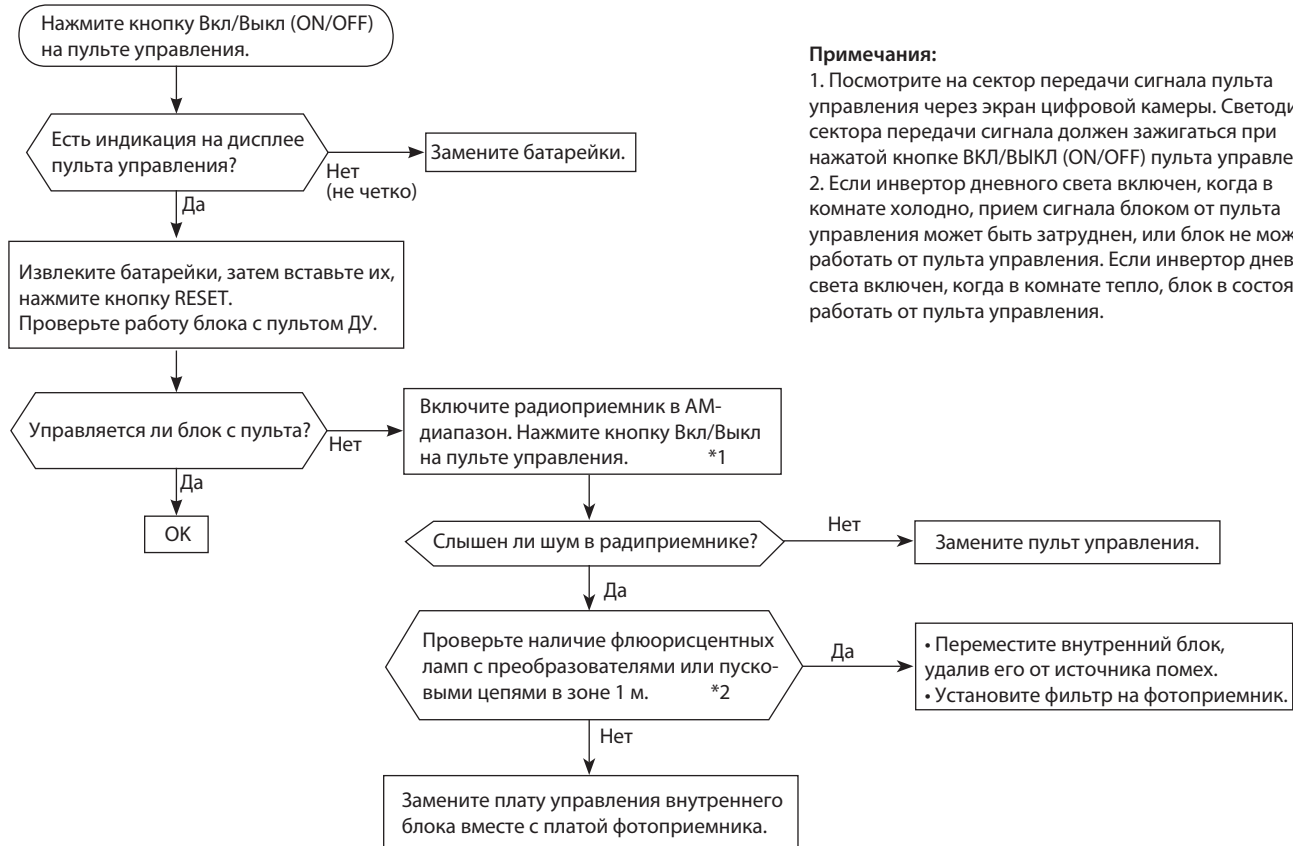 Нажмите кнопку Вкл/Выкл (ON/OFF)
на пульте управления.
Есть индикация на дисплее
пульта управления?
Нет
(не четко)
Замените батарейки.
Да
Извлеките батарейки, затем вставьте их,
нажмите кнопку RESET.
Проверьте работу блока с пультом ДУ.
Управляется ли блок с пульта?
Нет
Да
OK
Включите радиоприемник в АМ-
диапазон. Нажмите кнопку Вкл/Выкл
на пульте управления. *1
Слышен ли шум в радиприемнике?
Нет
Замените пульт управления.
Да
Проверьте наличие флюорисцентных
ламп с преобразователями или пуско-
выми цепями в зоне 1 м. *2
Да
• Переместите внутренний блок,
удалив его от источника помех.
• Установите фильтр на фотоприемник.
Нет
Замените плату управления внутреннего
блока вместе с платой фотоприемника.
Примечания:
1. Посмотрите на сектор передачи сигнала пульта
управления через экран цифровой камеры.
сектора передачи сигнала должен зажигаться при
нажатой кнопке ВКЛ/ВЫКЛ (ON/OFF) пульта
2. Если инвертор дневного света включен, когда в
комнате холодно, прием сигнала блоком от пульта
управления может быть затруднен, или блок не
работать от пульта управления. Если инвертор
света включен, когда в комнате тепло, блок в
работать от пульта управления.